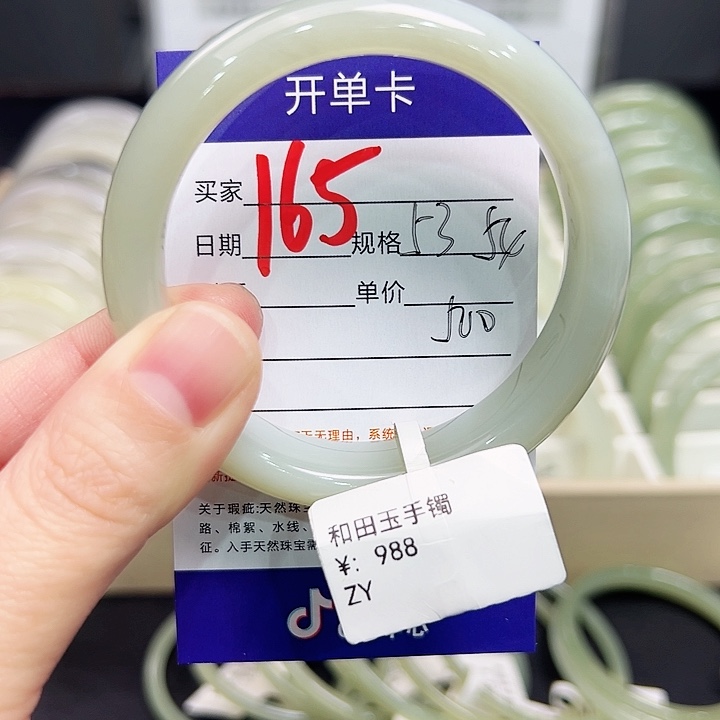 开单卡
买家
165
日期 规格 53 54
单价
关于瑕疵:天然珠
路、棉絮、水线、
征。入手天然珠宝需
和田玉手镯
¥: 988
ZY